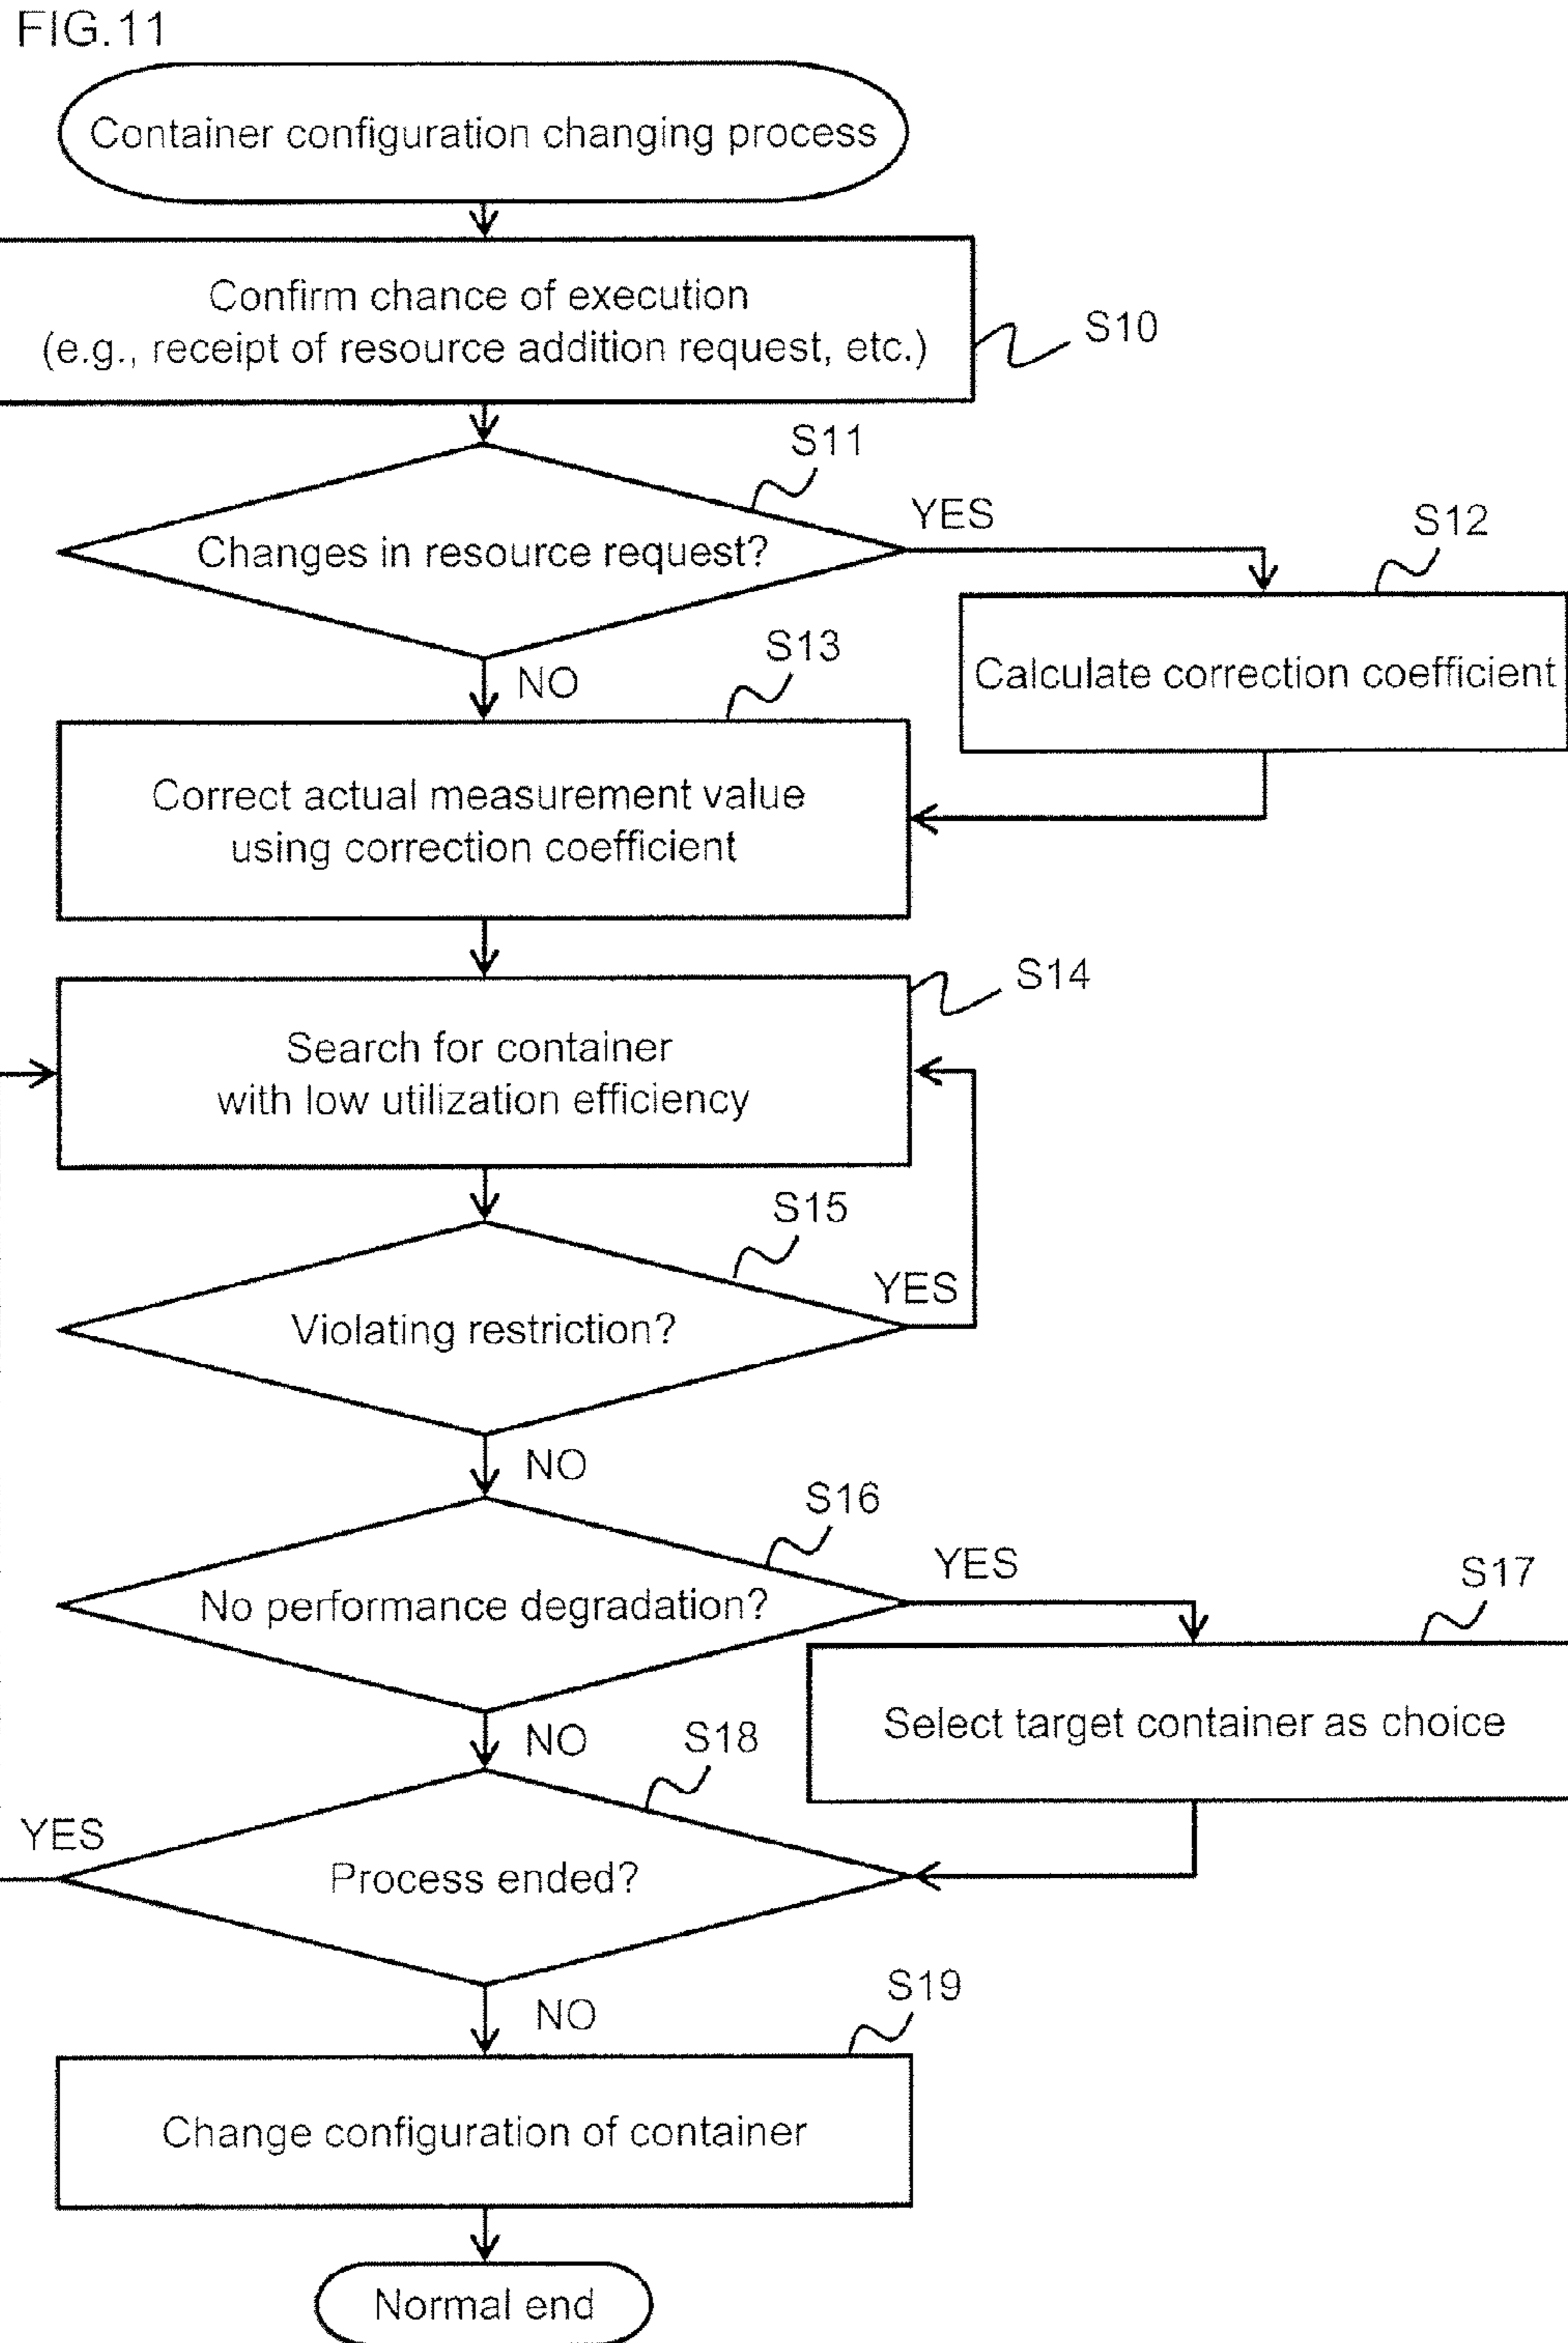 FIG.11
Container configuration changing process
Confirm chance of execution
(e.g., receipt of resource addition request, etc.)
S10
S11
Changes in resource request?
YES
S12
Calculate correction coefficient
NO
S13
Correct actual measurement value
using correction coefficient
S14
Search for container
with low utilization efficiency
S15
Violating restriction?
YES
NO
S16
No performance degradation?
YES
S17
Select target container as choice
NO
S18
Process ended?
YES
NO
S19
Change configuration of container
Normal end